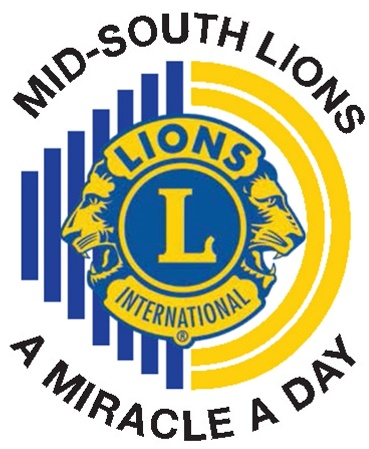 MID-SOUTH LIONS
LIONS
L
INTERNATIONAL
®
A MIRACLE A DAY